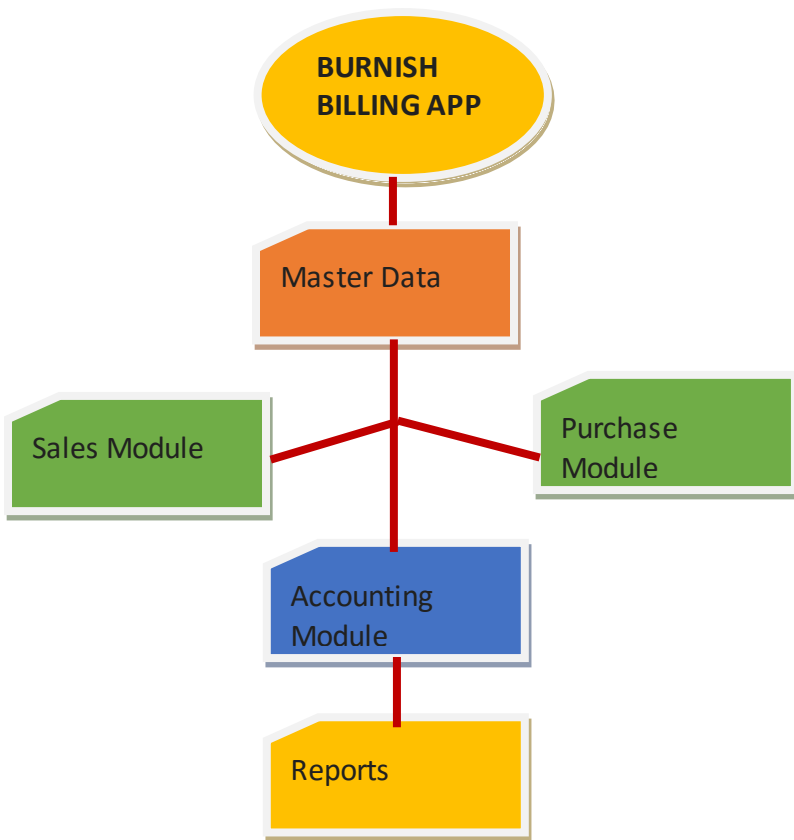 BURNISH
BILLING APP
Master Data
Sales Module
Purchase
Module
Accounting
Module
Reports